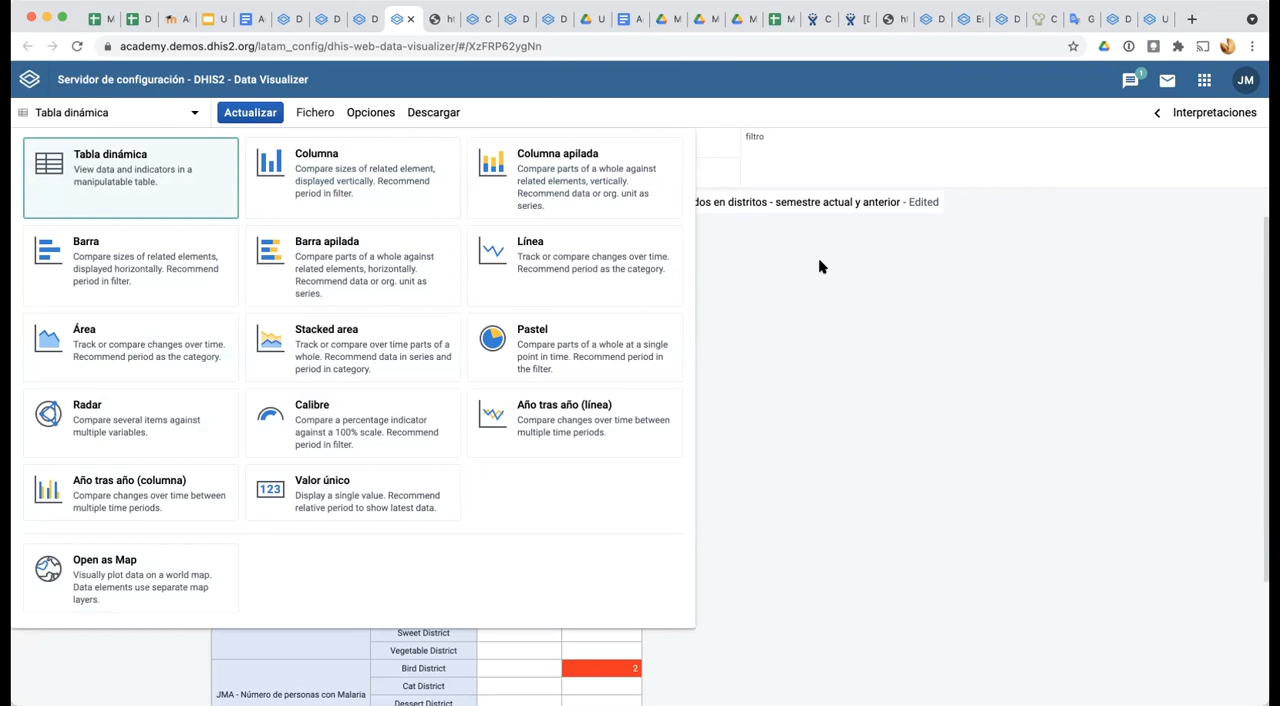 M
D
A
U
A
D
D
D
ht
C
D
D
U
A
M
M
M
M
C
[D
ht
D
E
D
C
G
D
U
academy.demos.dhis2.org/latam_config/dhis-web-data-visualizer/#/XzFRP62ygNn
Servidor de configuración - DHIS2 - Data Visualizer
1
JM
Tabla dinámica
Actualizar
Fichero
Opciones
Descargar
Interpretaciones
filtro
dos en distritos - semestre actual y anterior - Edited
Tabla dinámica
View data and indicators in a
manipulatable table.
Columna
Compare sizes of related element,
displayed vertically. Recommend
period in filter.
Columna apilada
Compare parts of a whole against
related elements, vertically.
Recommend data or org. unit as
series.
Barra
Compare sizes of related elements,
displayed horizontally. Recommend
period in filter.
Barra apilada
Compare parts of a whole against
related elements, horizontally.
Recommend data or org. unit as
series.
Línea
Track or compare changes over time.
Recommend period as the category.
Área
Track or compare changes over time.
Recommend period as the category.
Stacked area
Track or compare over time parts of a
whole. Recommend data in series and
period in category.
Pastel
Compare parts of a whole at a single
point in time. Recommend period in
the filter.
Radar
Compare several items against
multiple variables.
Calibre
Compare a percentage indicator
against a 100% scale. Recommend
period in filter.
Año tras año (línea)
Compare changes over time between
multiple time periods.
Año tras año (columna)
Compare changes over time between
multiple time periods.
123
Valor único
Display a single value. Recommend
relative period to show latest data.
Open as Map
Visually plot data on a world map.
Data elements use separate map
layers.
Sweet District
Vegetable District
Bird District
2
Cat District
JMA - Número de personas con Malaria
Dessert District